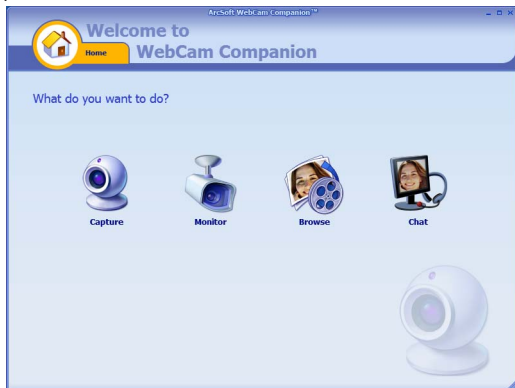 ArcSoft WebCam Companion™
Welcome to
Home
WebCam Companion
What do you want to do?
Capture
Monitor
Browse
Chat